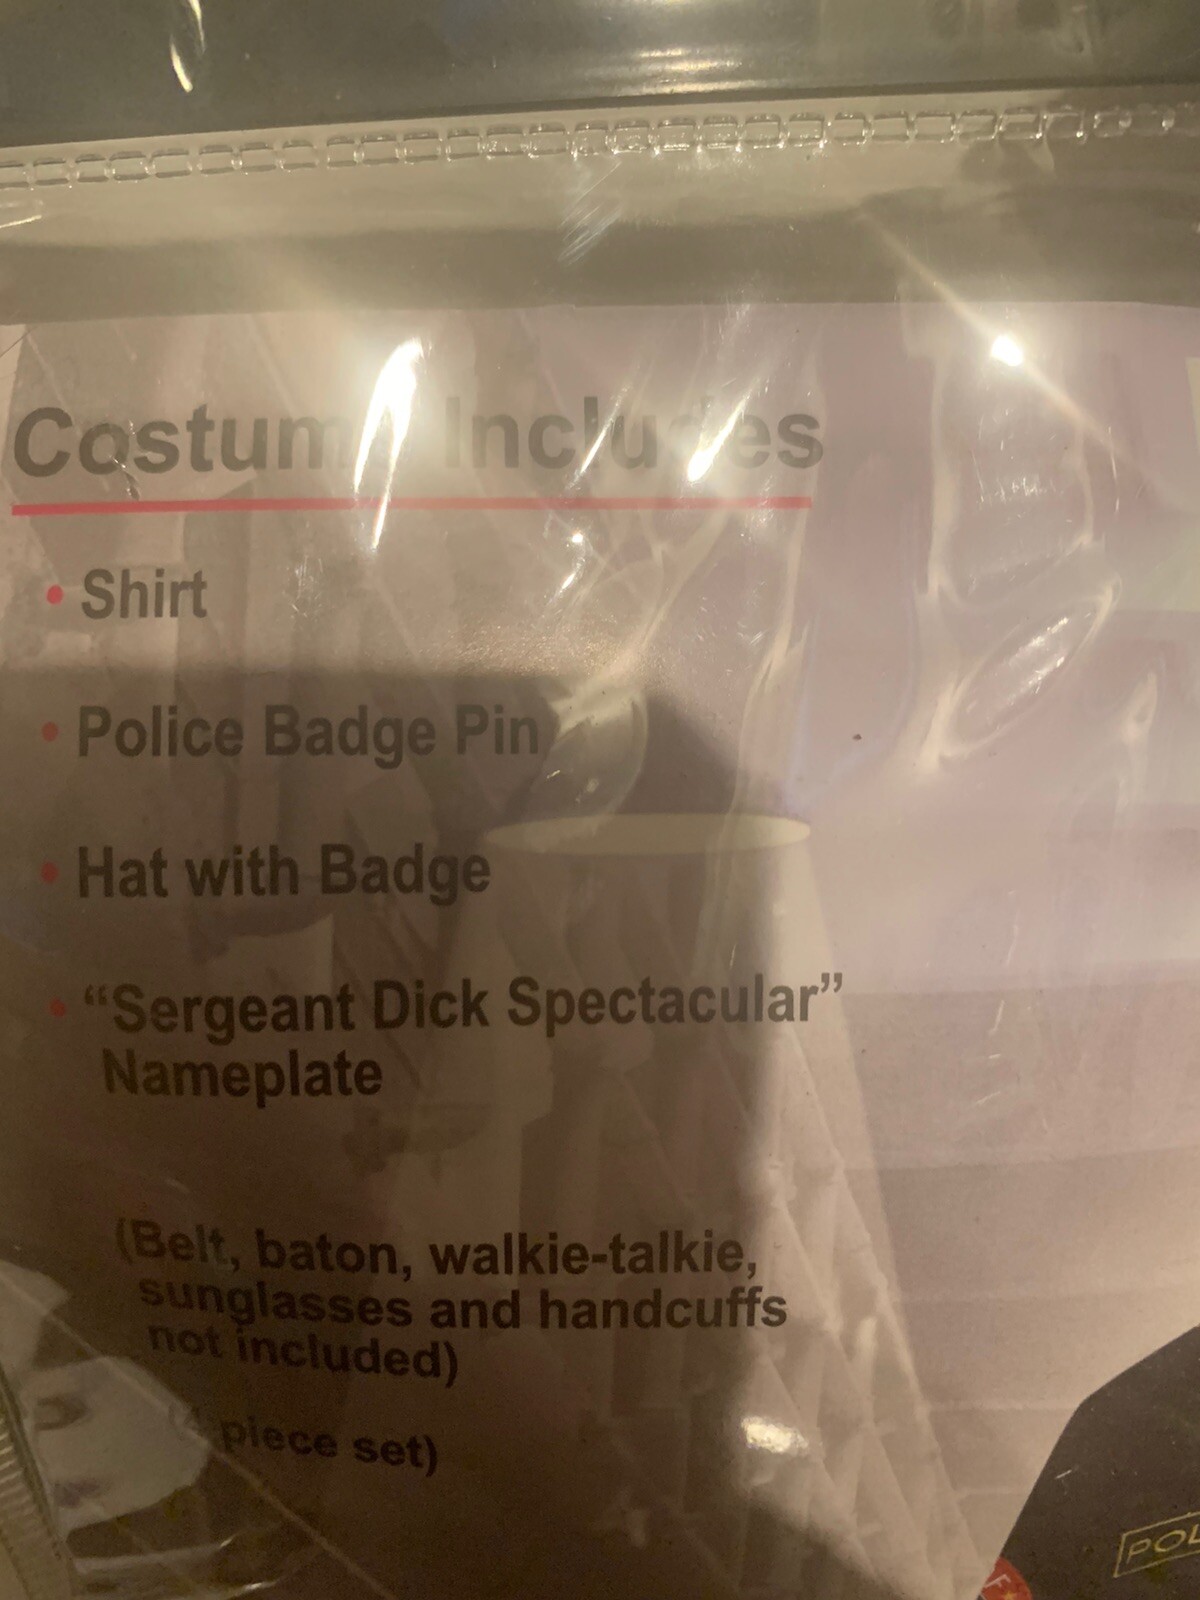 Costume Includes
• Shirt
• Police Badge Pin
• Hat with Badge
• “Sergeant Dick Spectacular”
Nameplate
(Belt, baton, walkie-talkie,
sunglasses and handcuffs
not included)
piece set)
POL